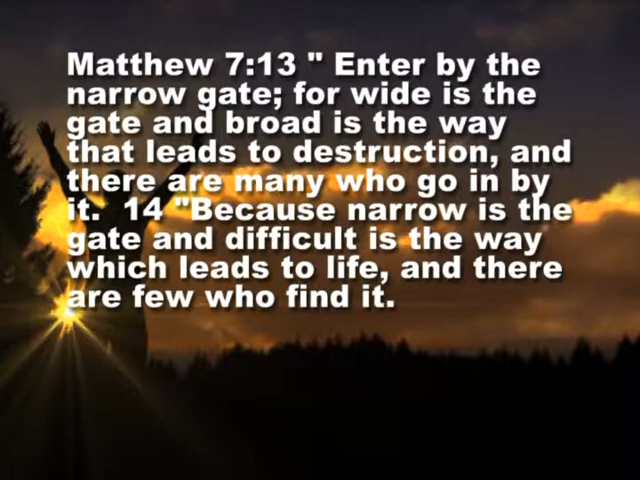 Matthew 7:13 " Enter by the
narrow gate; for wide is the
gate and broad is the way
that leads to destruction, and
there are many who go in by
it.  14 "Because narrow is the
gate and difficult is the way
which leads to life, and there
are few who find it.